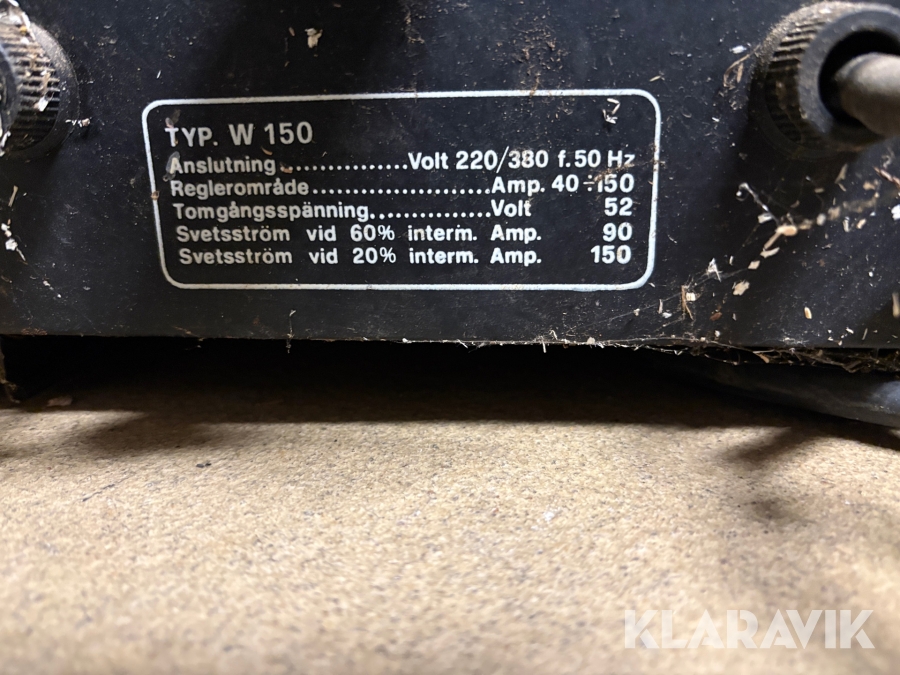 TYP. W 150
Anslutning...............Volt 220/380 f.50 Hz
Reglerområde......................Amp. 40-150
Tomgångsspänning...............Volt 52
Svetsström vid 60% interm. Amp. 90
Svetsström vid 20% interm. Amp. 150
KLARAVIK